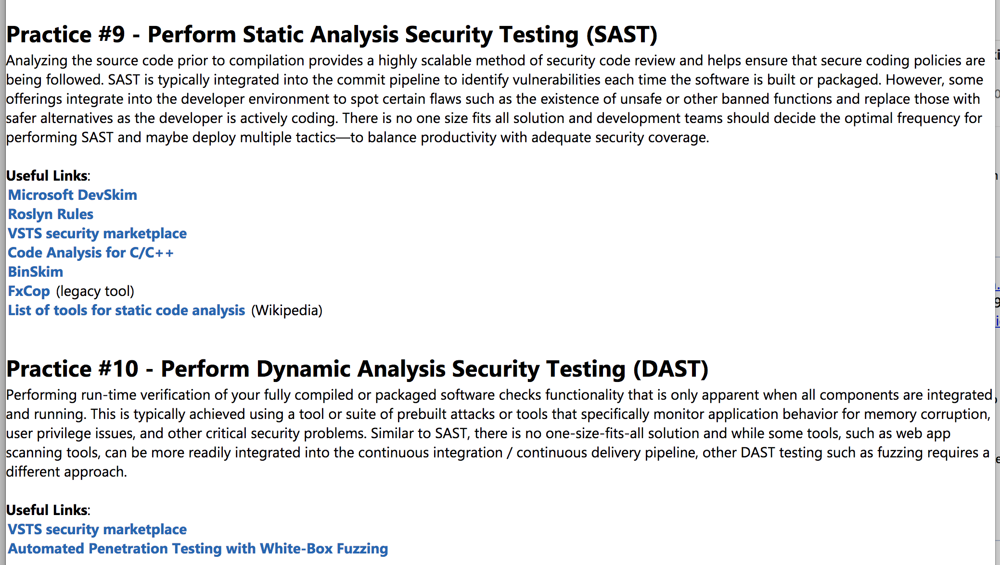 Practice #9 - Perform Static Analysis Security Testing (SAST)
Analyzing the source code prior to compilation provides a highly scalable method of security code review and helps ensure that secure coding policies are
being followed. SAST is typically integrated into the commit pipeline to identify vulnerabilities each time the software is built or packaged. However, some
offerings integrate into the developer environment to spot certain flaws such as the existence of unsafe or other banned functions and replace those with
safer alternatives as the developer is actively coding. There is no one size fits all solution and development teams should decide the optimal frequency for
performing SAST and maybe deploy multiple tactics—to balance productivity with adequate security coverage.
Useful Links:
Microsoft DevSkim
Roslyn Rules
VSTS security marketplace
Code Analysis for C/C++
BinSkim
FxCop (legacy tool)
List of tools for static code analysis (Wikipedia)
Practice #10 - Perform Dynamic Analysis Security Testing (DAST)
Performing run-time verification of your fully compiled or packaged software checks functionality that is only apparent when all components are integrated
and running. This is typically achieved using a tool or suite of prebuilt attacks or tools that specifically monitor application behavior for memory corruption,
user privilege issues, and other critical security problems. Similar to SAST, there is no one-size-fits-all solution and while some tools, such as web app
scanning tools, can be more readily integrated into the continuous integration / continuous delivery pipeline, other DAST testing such as fuzzing requires a
different approach.
Useful Links:
VSTS security marketplace
Automated Penetration Testing with White-Box Fuzzing